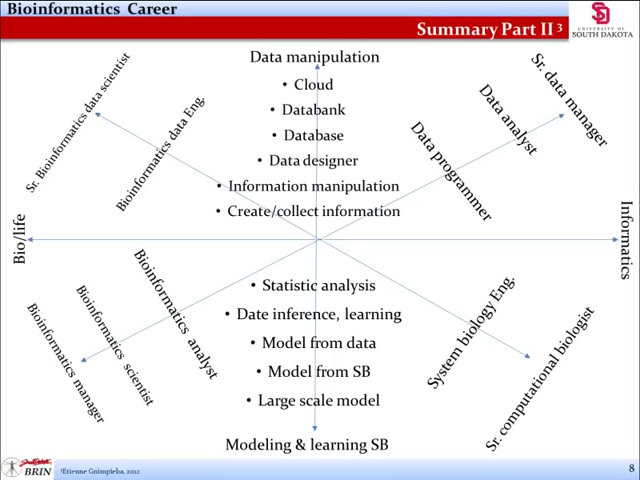 Bioinformatics Career
Summary Part II 3
UNIVERSITY OF
SOUTH DAKOTA
Data manipulation
• Cloud
• Databank
• Database
• Data designer
• Information manipulation
• Create/collect information
Sr. Bioinformatics data scientist
Bioinformatics data Eng.
Data programmer
Data analyst
Sr. data manager
Bio/life
Informatics
• Statistic analysis
• Date inference, learning
• Model from data
• Model from SB
• Large scale model
Modeling & learning SB
Bioinformatics manager
Bioinformatics scientist
Bioinformatics analyst
System biology Eng.
Sr. computational biologist
BRIN
3Etienne Gnimpieba, 2012
8